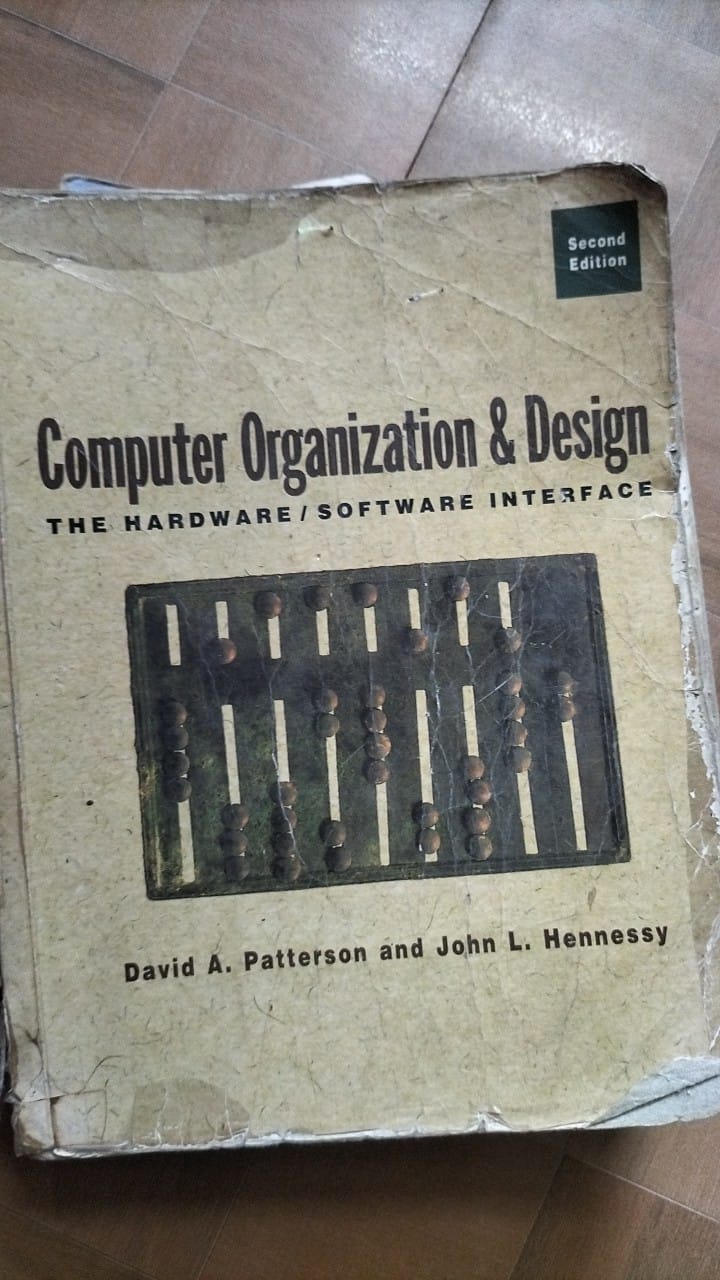 Second
Edition
Computer Organization & Design
THE HARDWARE / SOFTWARE INTERFACE
David A. Patterson and John L. Hennessy